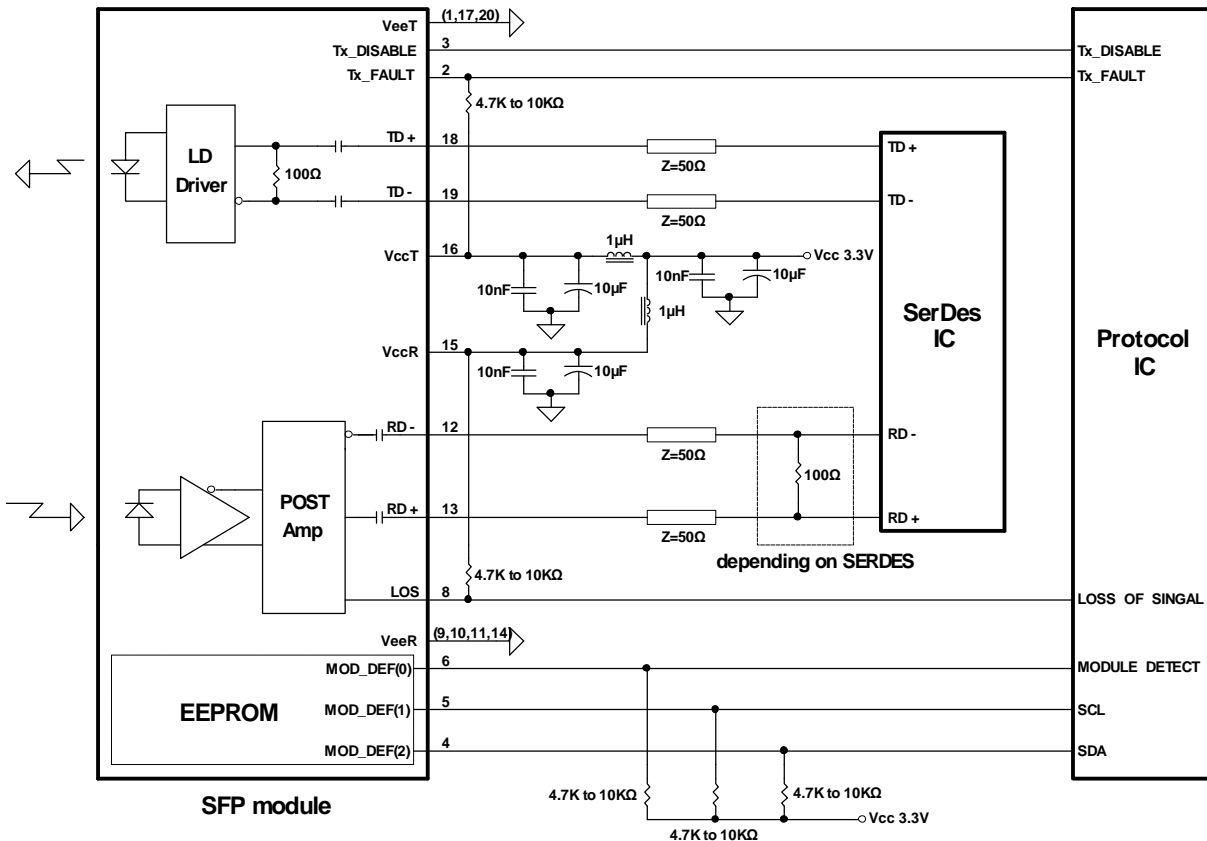 VeeT
(1,17,20)
Tx_DISABLE
3
Tx_DISABLE
Tx_FAULT
2
Tx_FAULT
4.7K to 10KΩ
LD
Driver
100Ω
TD +
18
Z=50Ω
TD +
TD -
19
Z=50Ω
TD -
VccT
16
1μH
Vcc 3.3V
10nF
10μF
10nF
10μF
1μH
SerDes
IC
Protocol
IC
VccR
15
10nF
10μF
RD -
12
Z=50Ω
RD -
100Ω
POST
Amp
RD +
13
Z=50Ω
RD +
depending on SERDES
4.7K to 10KΩ
LOS
8
LOSS OF SINGAL
VeeR
(9,10,11,14)
EEPROM
MOD_DEF(0)
6
MODULE DETECT
MOD_DEF(1)
5
SCL
MOD_DEF(2)
4
SDA
SFP module
4.7K to 10KΩ
4.7K to 10KΩ
4.7K to 10KΩ
Vcc 3.3V